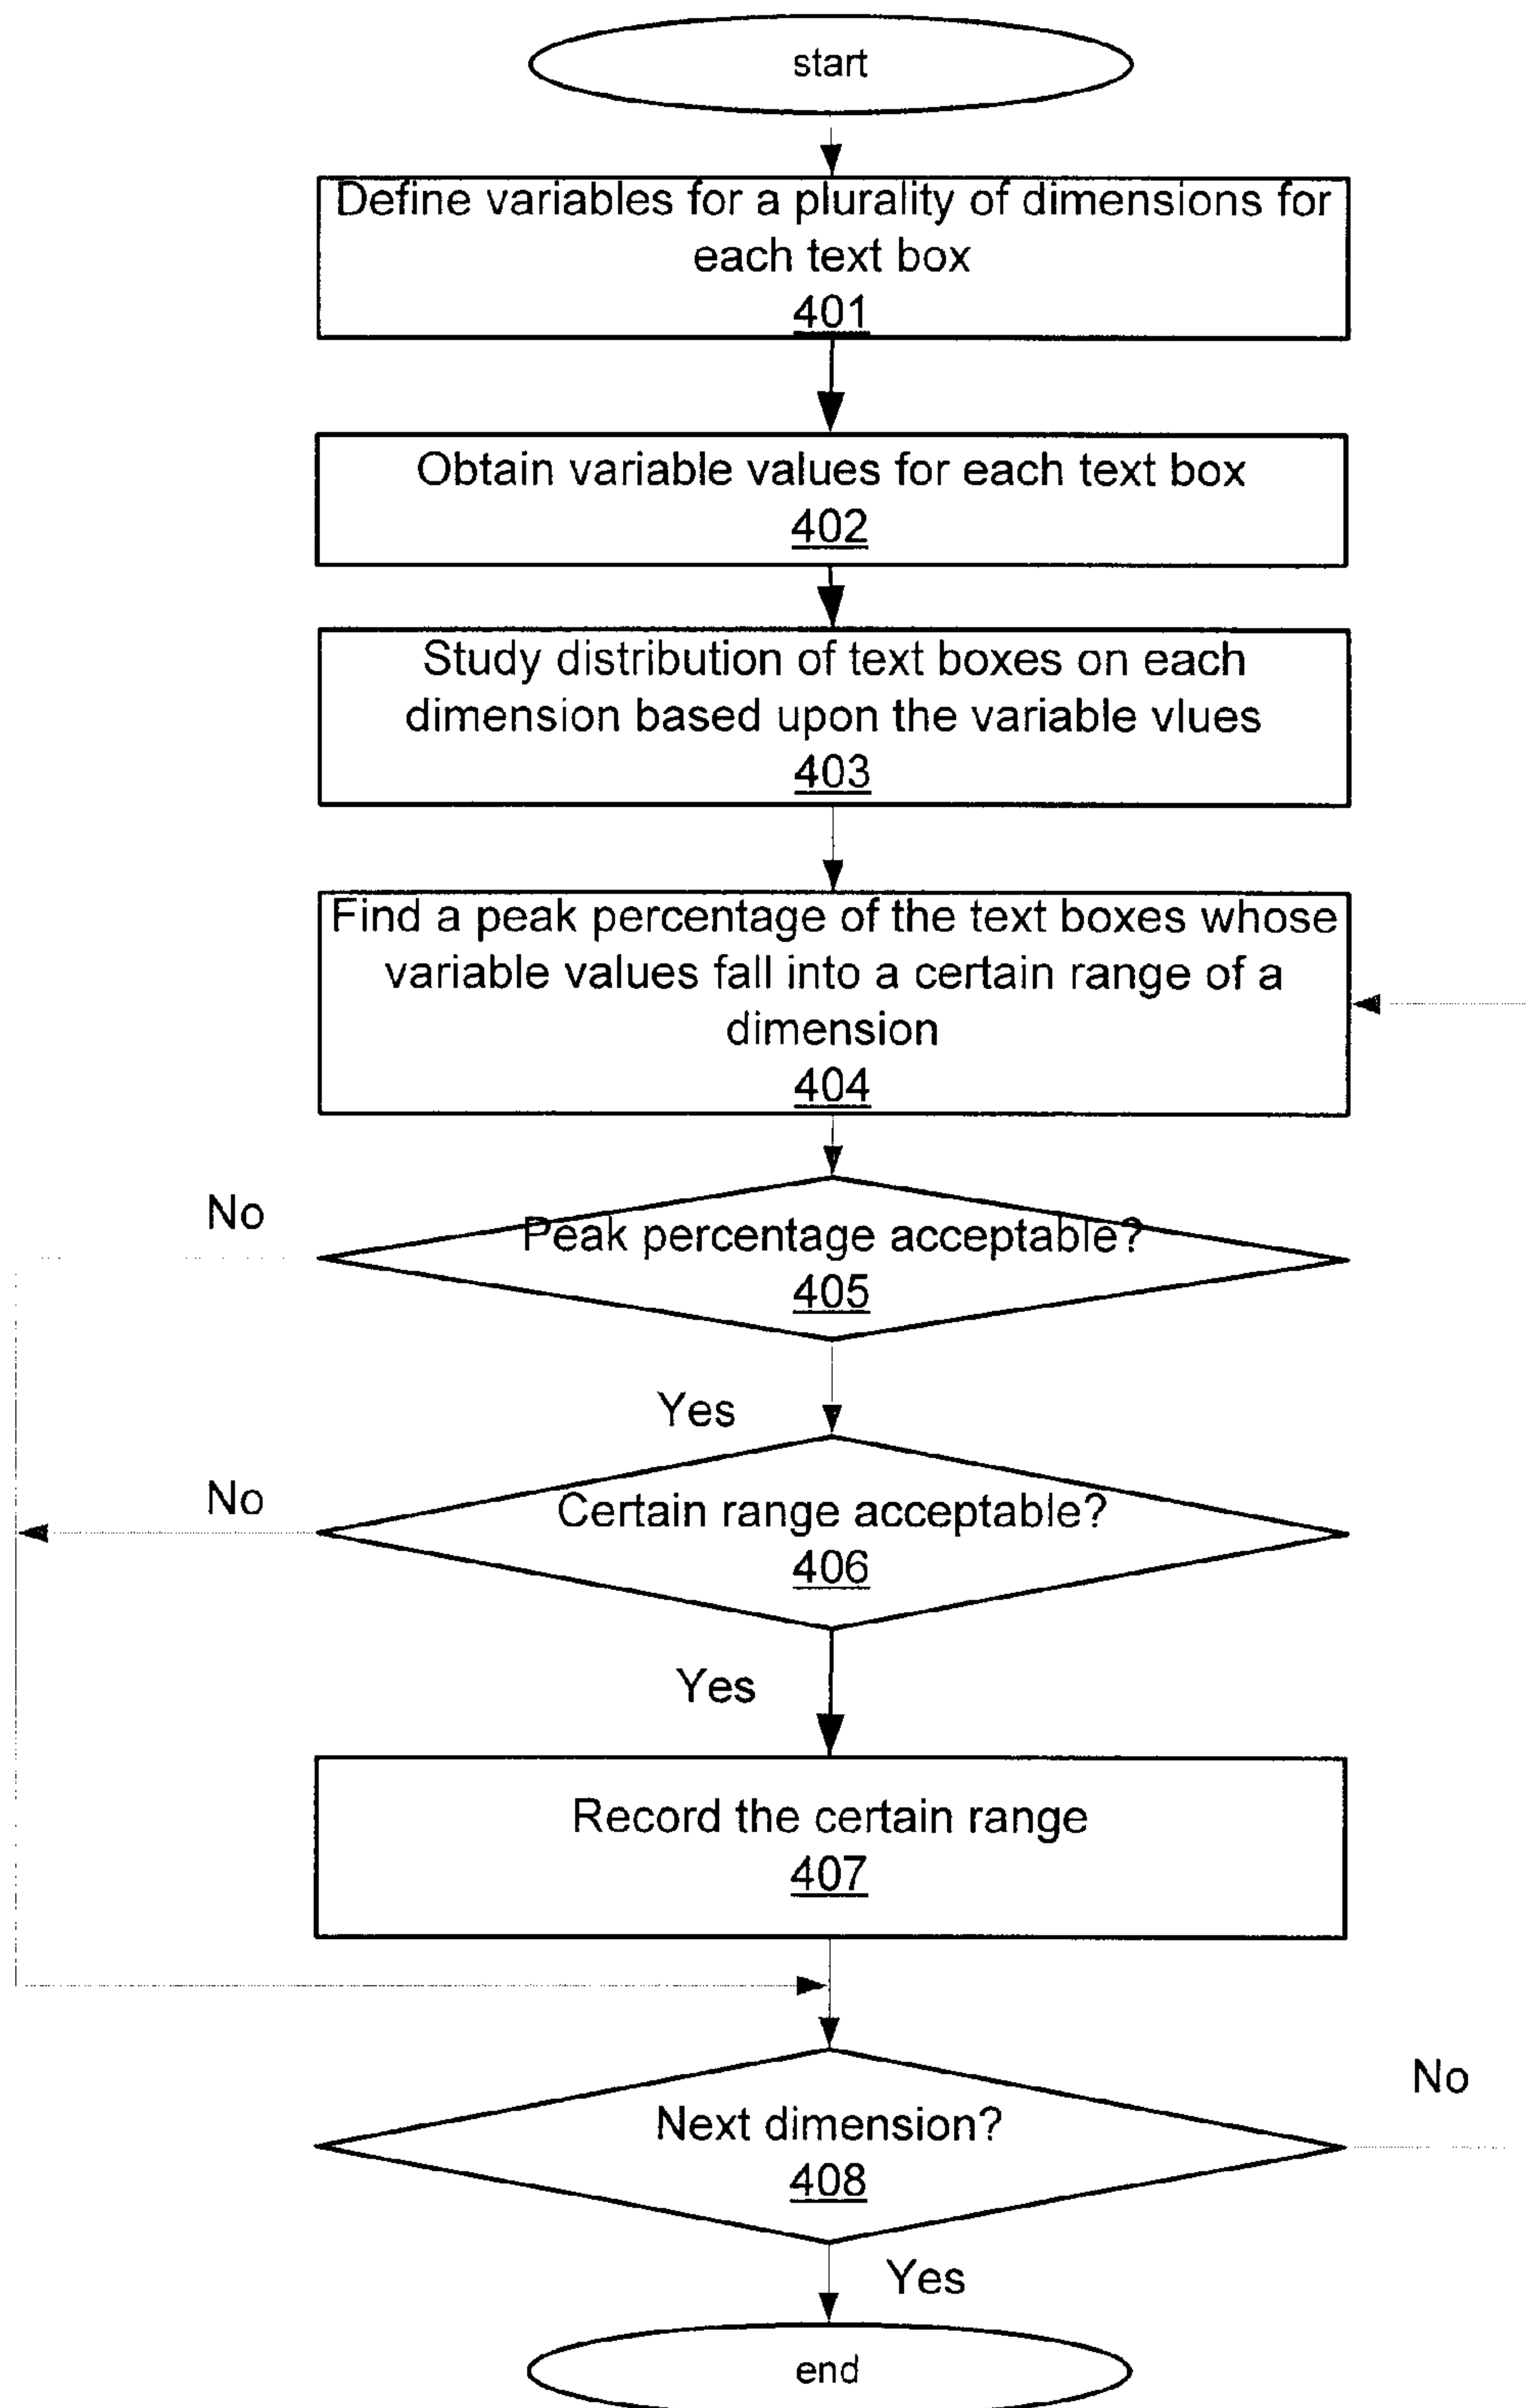 start
Define variables for a plurality of dimensions for
each text box
401
Obtain variable values for each text box
402
Study distribution of text boxes on each
dimension based upon the variable vlues
403
Find a peak percentage of the text boxes whose
variable values fall into a certain range of a
dimension
404
No
Peak percentage acceptable?
405
Yes
No
Certain range acceptable?
406
Yes
Record the certain range
407
No
Next dimension?
408
Yes
end